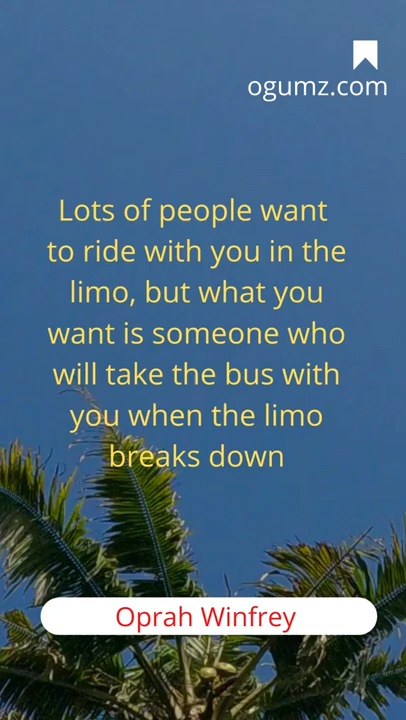 ogumz.com
Lots of people want
to ride with you in the
limo, but what you
want is someone who
will take the bus with
you when the limo
breaks down
Oprah Winfrey